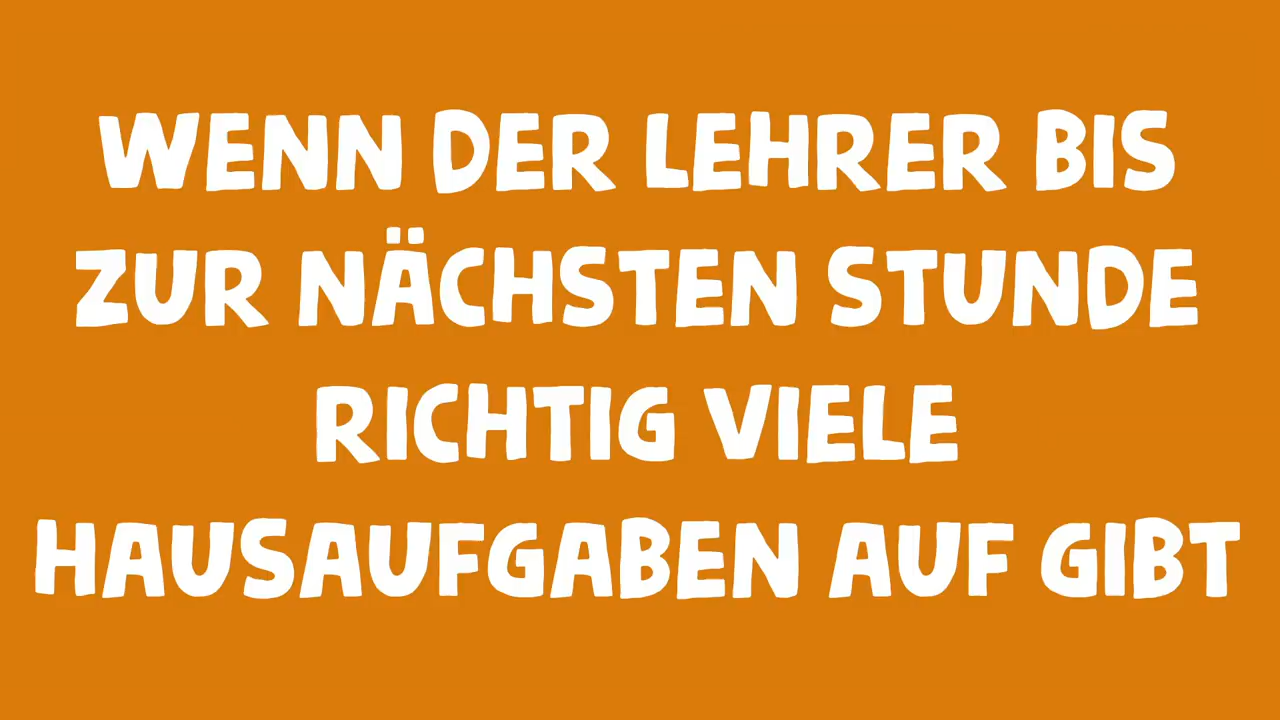 WENN DER LEHRER BIS
ZUR NÄCHSTEN STUNDE
RICHTIG VIELE
HAUSAUFGABEN AUF GIBT